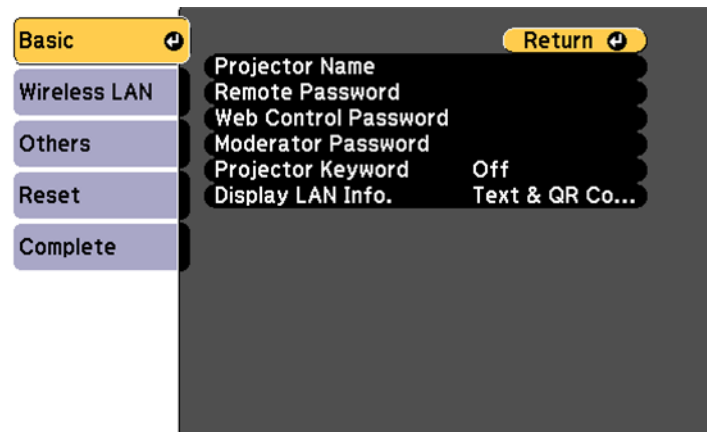 Basic
Wireless LAN
Others
Reset
Complete
Return
Projector Name
Remote Password
Web Control Password
Moderator Password
Projector Keyword Off
Display LAN Info. Text & QR Co...